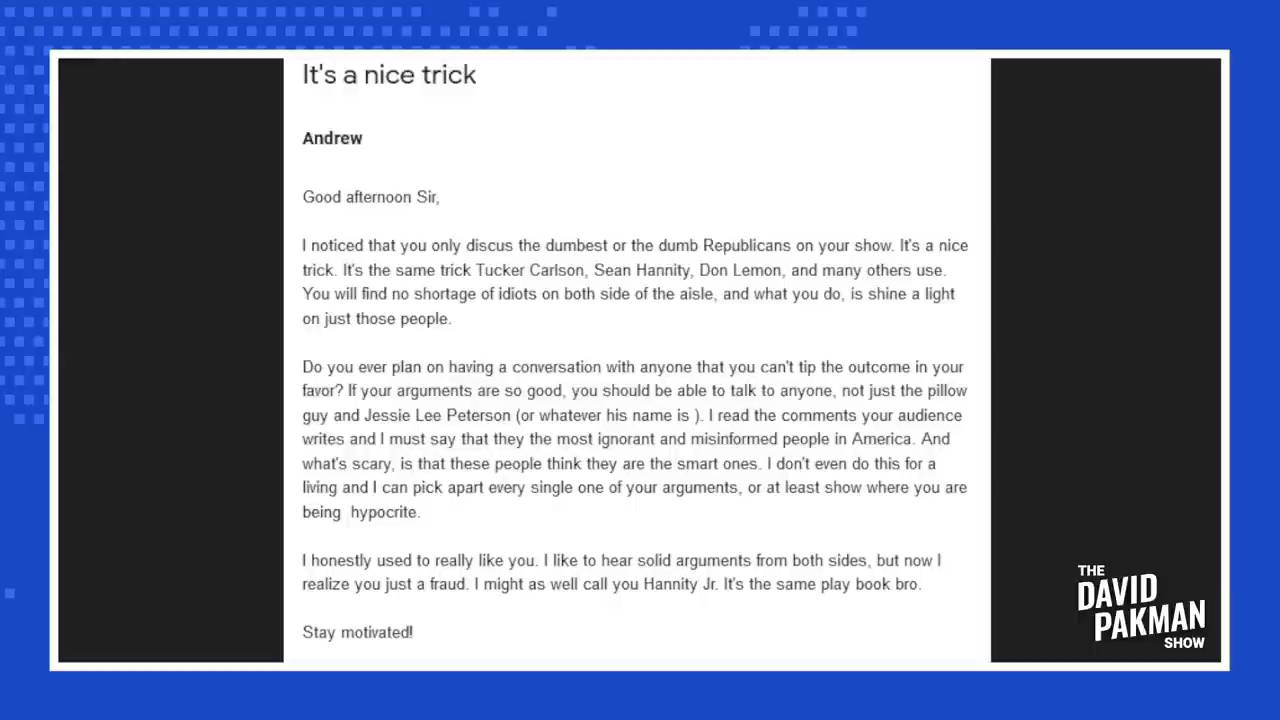 It's a nice trick
Andrew
Good afternoon Sir,
I noticed that you only discus the dumbest or the dumb Republicans on your show. It's a nice
trick. It's the same trick Tucker Carlson, Sean Hannity, Don Lemon, and many others use.
You will find no shortage of idiots on both side of the aisle, and what you do, is shine a light
on just those people.
Do you ever plan on having a conversation with anyone that you can't tip the outcome in your
favor? If your arguments are so good, you should be able to talk to anyone, not just the pillow
guy and Jessie Lee Peterson (or whatever his name is ). I read the comments your audience
writes and I must say that they the most ignorant and misinformed people in America. And
what's scary, is that these people think they are the smart ones. I don't even do this for a
living and I can pick apart every single one of your arguments, or at least show where you are
being  hypocrite.
I honestly used to really like you. I like to hear solid arguments from both sides, but now I
realize you just a fraud. I might as well call you Hannity Jr. It's the same play book bro.
Stay motivated!
THE
DAVID
PAKMAN
SHOW